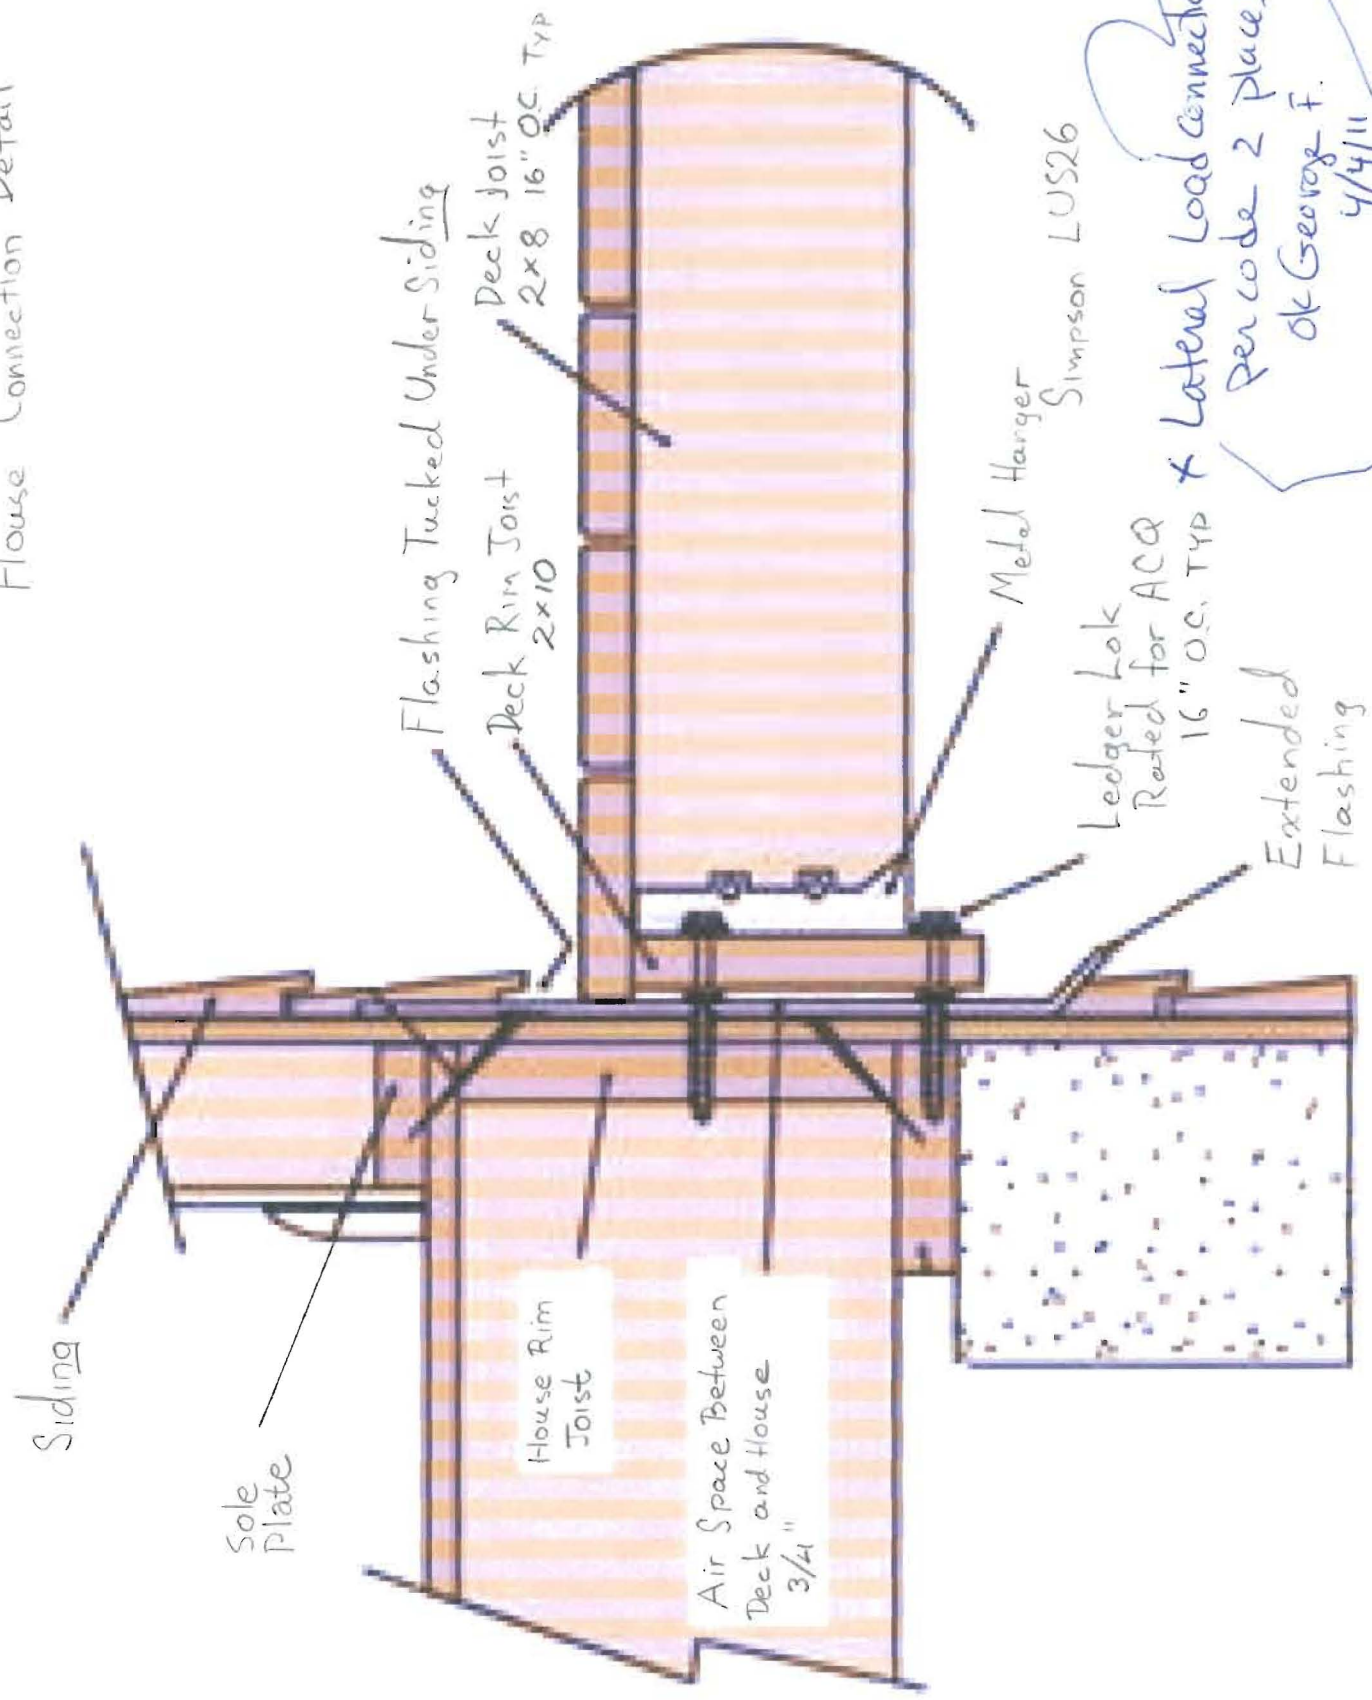 House Connection Detail
Siding
Sole
Plate
Flashing Tucked Under Siding
Deck Rim Joist
2x10
Deck Joist
2x8 16" O.C. TYP
House Rim
Joist
Air Space Between
Deck and House
3/4"
Metal Hanger
Simpson LUS26
Ledger Lok
Rated for ACQ
16" O.C. TYP
Extended
Flashing
x Lateral Load connecti
per code 2 place
OK George F.
4/4/11